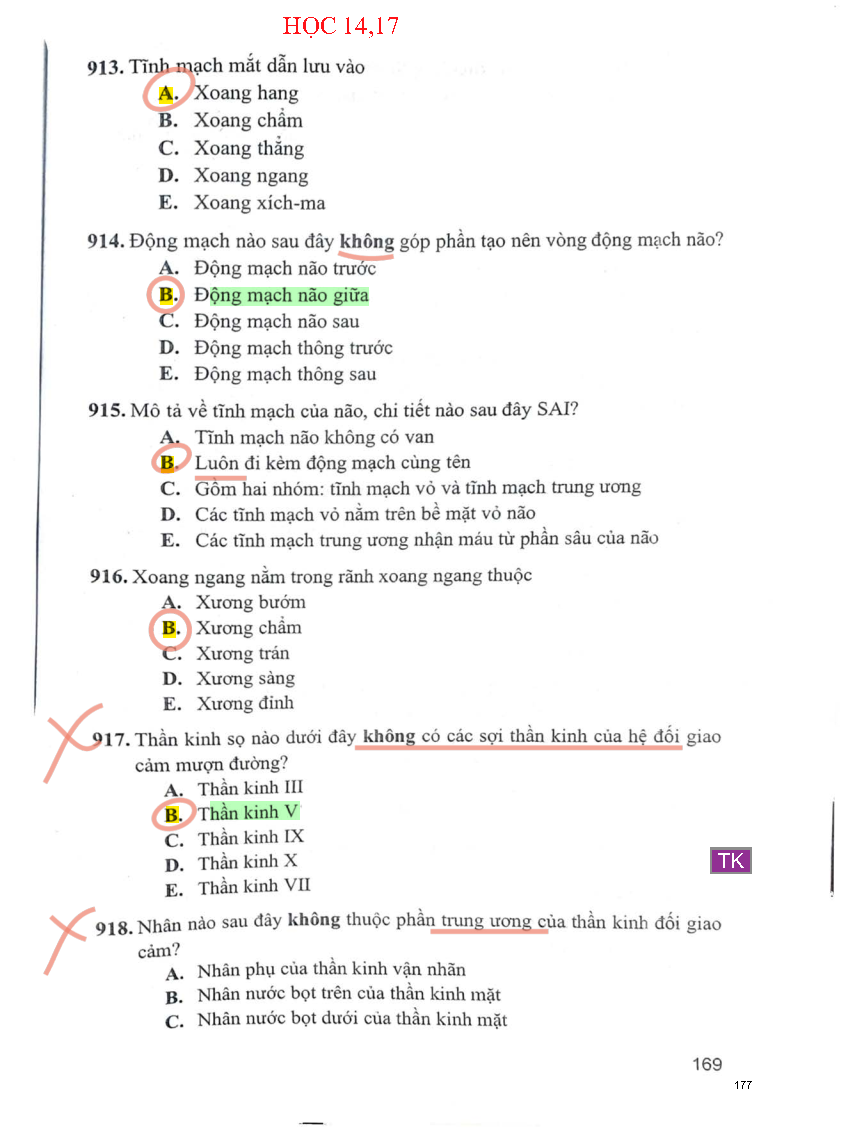 HỌC 14,17
913. Tĩnh mạch mắt dẫn lưu vào
A. Xoang hang
B. Xoang chẩm
C. Xoang thẳng
D. Xoang ngang
E. Xoang xích-ma
914. Động mạch nào sau đây không góp phần tạo nên vòng động mạch não?
A. Động mạch não trước
B. Động mạch não giữa
C. Động mạch não sau
D. Động mạch thông trước
E. Động mạch thông sau
915. Mô tả về tĩnh mạch của não, chi tiết nào sau đây SAI?
A. Tĩnh mạch não không có van
B. Luôn đi kèm động mạch cùng tên
C. Gồm hai nhóm: tĩnh mạch vỏ và tĩnh mạch trung ương
D. Các tĩnh mạch vỏ nằm trên bề mặt vỏ não
E. Các tĩnh mạch trung ương nhận máu từ phần sâu của não
916. Xoang ngang nằm trong rãnh xoang ngang thuộc
A. Xương bướm
B. Xương chẩm
C. Xương trán
D. Xương sàng
E. Xương đỉnh
917. Thần kinh sọ nào dưới đây không có các sợi thần kinh của hệ đối giao
cảm mượn đường?
A. Thần kinh III
B. Thần kinh V
C. Thần kinh IX
D. Thần kinh X
E. Thần kinh VII
TK
918. Nhân nào sau đây không thuộc phần trung ương của thần kinh đối giao
cảm?
A. Nhân phụ của thần kinh vận nhãn
B. Nhân nước bọt trên của thần kinh mặt
C. Nhân nước bọt dưới của thần kinh mặt
169
177